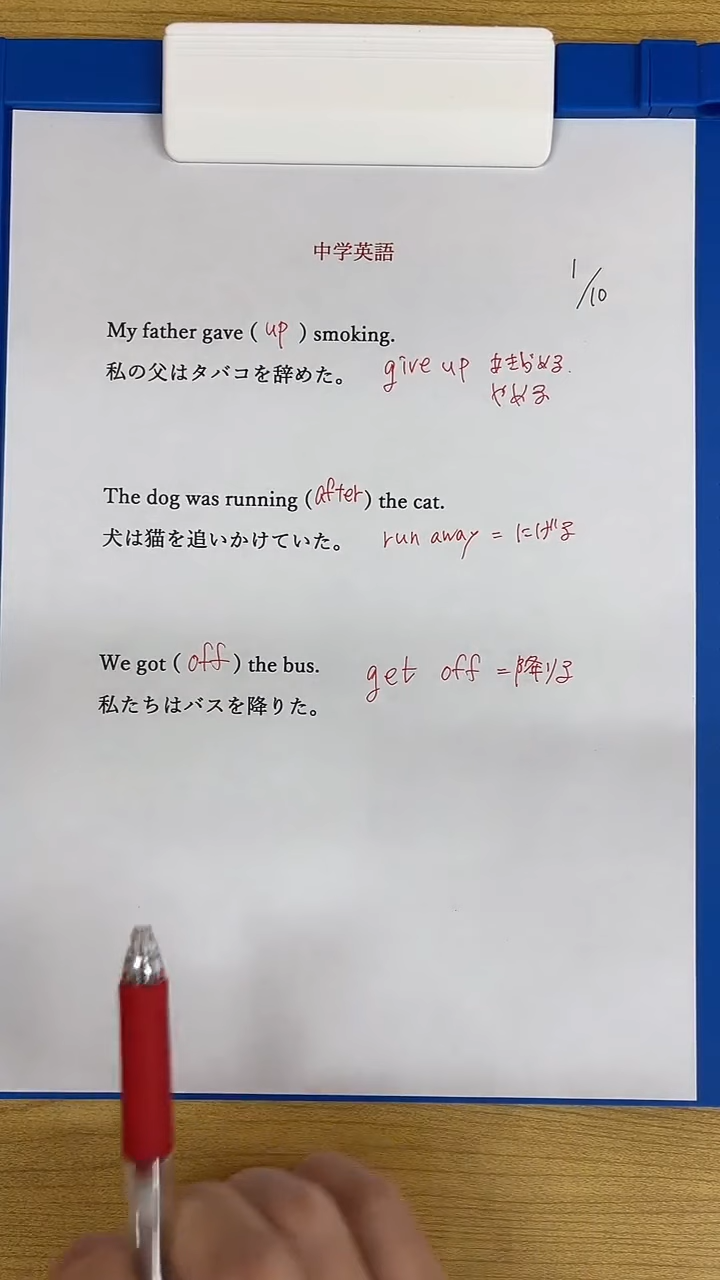 中学英語
1/10
My father gave ( up ) smoking.
私の父はタバコを辞めた。 give up あきらめる.
やめる
The dog was running (after) the cat.
犬は猫を追いかけていた。 run away = にげる
We got ( off ) the bus. get off = 降りる
私たちはバスを降りた。